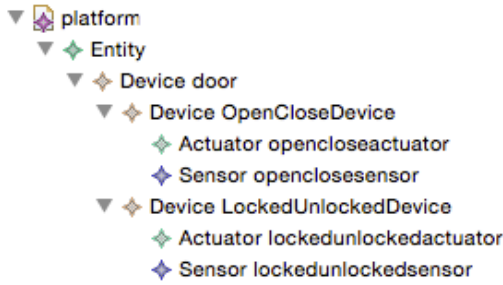 platform
Entity
Device door
Device OpenCloseDevice
Actuator opencloseactuator
Sensor openclosesensor
Device LockedUnlockedDevice
Actuator lockedunlockedactuator
Sensor lockedunlockedsensor